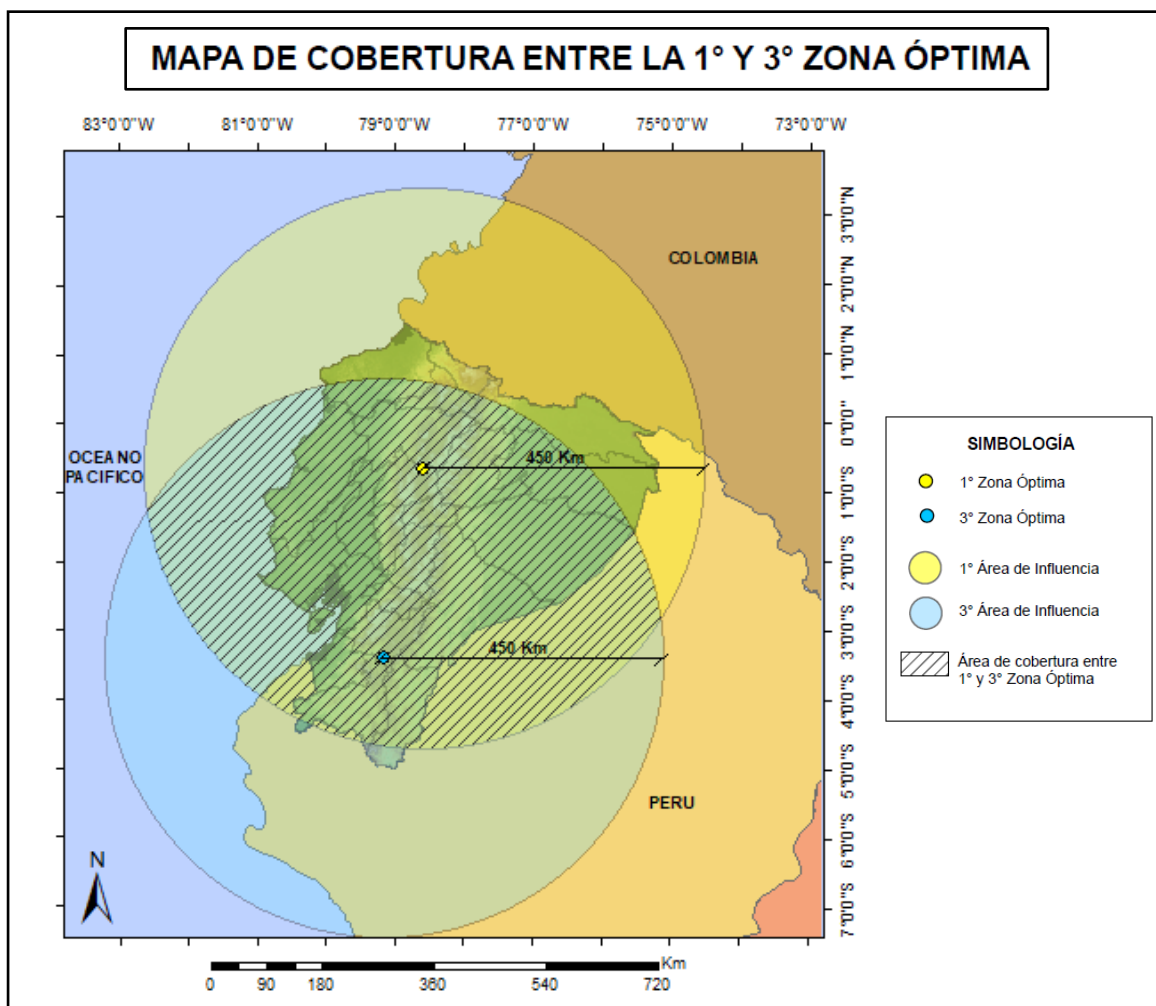 MAPA DE COBERTURA ENTRE LA 1° Y 3° ZONA ÓPTIMA
83°0'0"W 81°0'0"W 79°0'0"W 77°0'0"W 75°0'0"W 73°0'0"W
3°0'0"N
2°0'0"N
1°0'0"N
0°0'0"
1°0'0"S
2°0'0"S
3°0'0"S
4°0'0"S
5°0'0"S
6°0'0"S
7°0'0"S
COLOMBIA
OCEANO
PACIFICO
450 Km
450 Km
PERU
N
Km
0 90 180 360 540 720
SIMBOLOGÍA
1° Zona Óptima
3° Zona Óptima
1° Área de Influencia
3° Área de Influencia
Área de cobertura entre
1° y 3° Zona Óptima